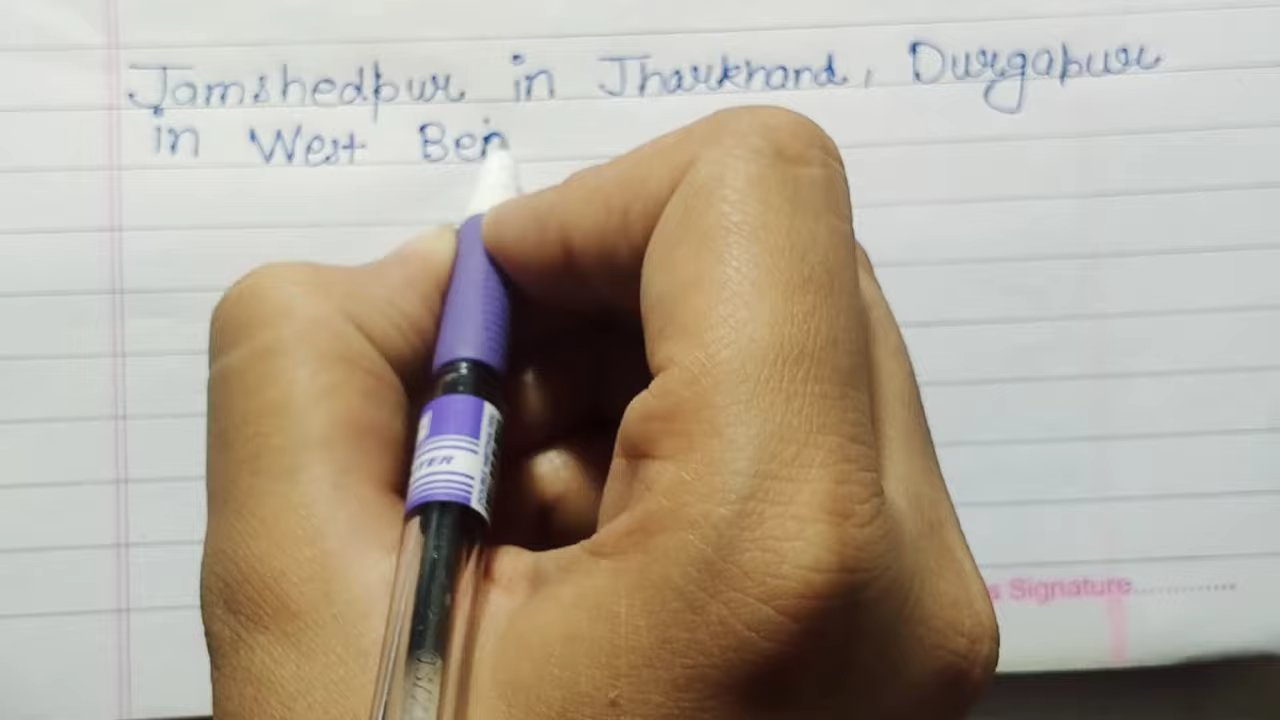 Jamshedpur in Jharkhand, Durgapur
in West Ben
s Signature..............